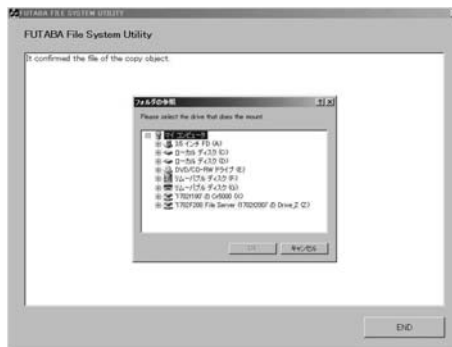 FUTABA FILE SYSTEM UTILITY
FUTABA File System Utility
It confirmed the file of the copy object.
フォルダの参照
Please select the drive that does the mount.
マイ コンピュータ
3.5 インチ FD (A:)
ローカル ディスク (C:)
ローカル ディスク (D:)
DVD/CD-RW ドライブ (E:)
リムーバブル ディスク (F:)
リムーバブル ディスク (G:)
Drive_Z (Z:)
OK
キャンセル
END